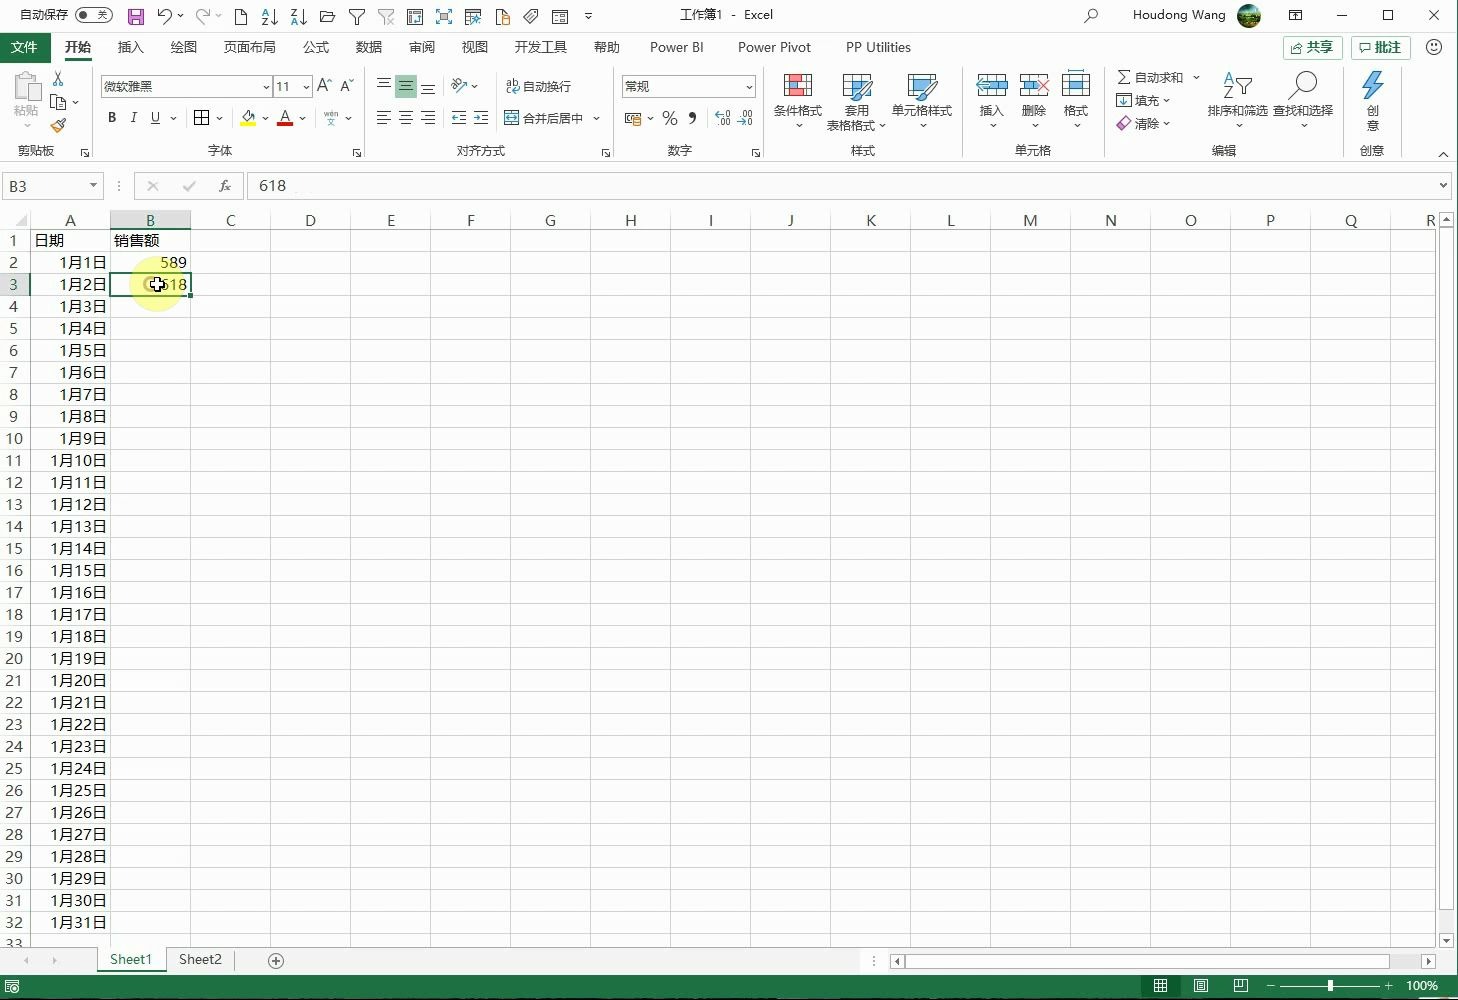 自动保存 关 工作簿1 - Excel Houdong Wang
文件 开始 插入 绘图 页面布局 公式 数据 审阅 视图 开发工具 帮助 Power BI Power Pivot PP Utilities 共享 批注
粘贴
微软雅黑 11
B I U A wén 文
自动换行
合并后居中
常规
条件格式
套用
表格格式
单元格样式
插入 删除 格式
自动求和
填充
清除
排序和筛选 查找和选择
创
意
剪贴板 字体 对齐方式 数字 样式 单元格 编辑 创意
B3 fx 618
A B C D E F G H I J K L M N O P Q R
1 日期 销售额
2 1月1日 589
3 1月2日 618
4 1月3日
5 1月4日
6 1月5日
7 1月6日
8 1月7日
9 1月8日
10 1月9日
11 1月10日
12 1月11日
13 1月12日
14 1月13日
15 1月14日
16 1月15日
17 1月16日
18 1月17日
19 1月18日
20 1月19日
21 1月20日
22 1月21日
23 1月22日
24 1月23日
25 1月24日
26 1月25日
27 1月26日
28 1月27日
29 1月28日
30 1月29日
31 1月30日
32 1月31日
33
Sheet1 Sheet2
100%